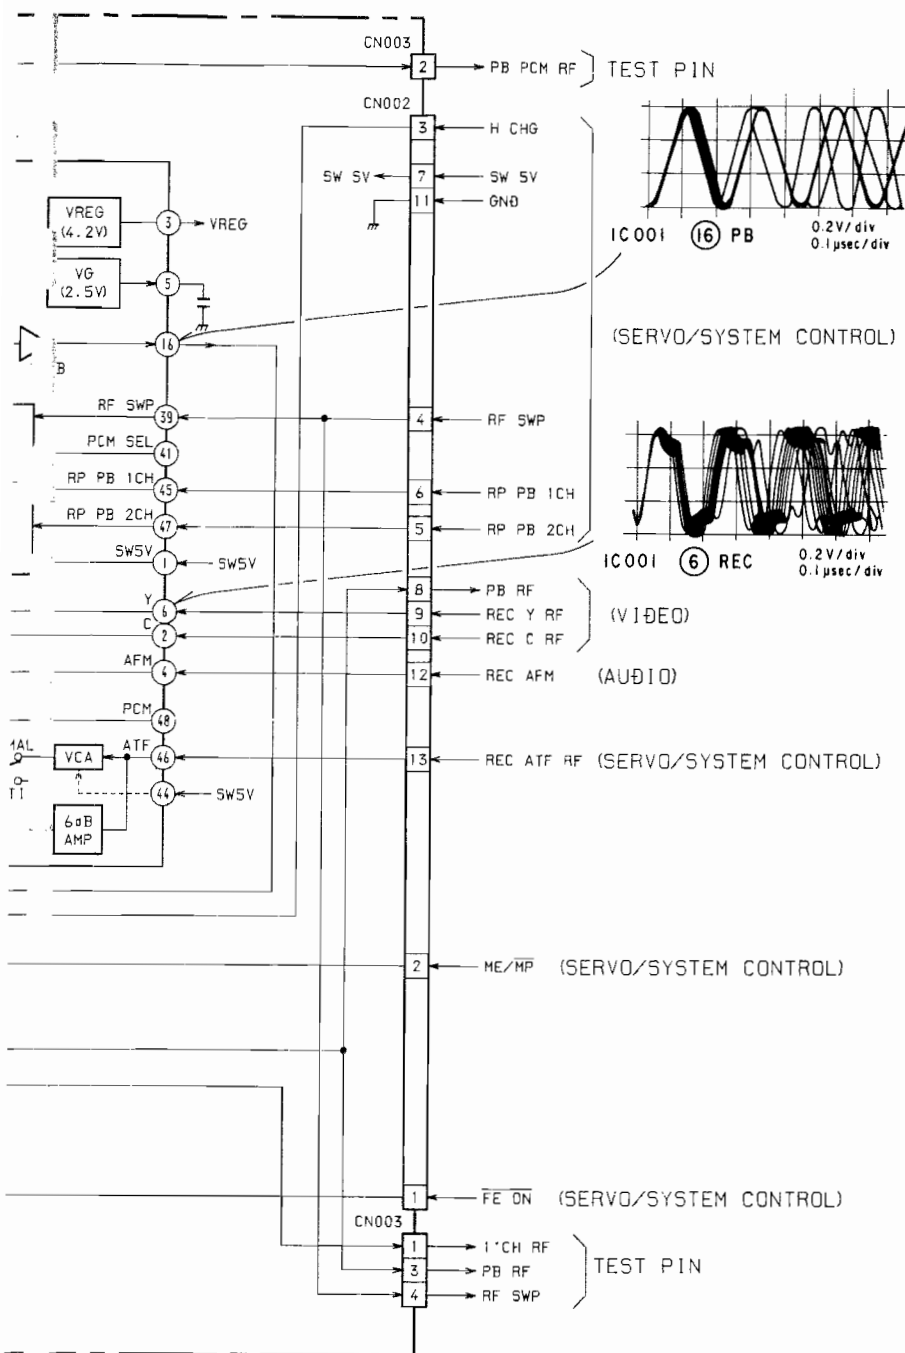 CN003
2 PB PCM RF TEST PIN
CN002
3 H CHG
SW 5V 7 SW 5V
11 GND
VREG
(4.2V)
3 VREG
IC001 16 PB
0.2V/div
0.1μsec/div
VG
(2.5V)
5
16
B
(SERVO/SYSTEM CONTROL)
RF SWP 39 4 RF SWP
PCM SEL 41
RP PB 1CH 45 6 RP PB 1CH
RP PB 2CH 47 5 RP PB 2CH
SW5V 1 SW5V
IC001 6 REC
0.2V/div
0.1μsec/div
8 PB RF
Y 6 9 REC Y RF (VIDEO)
C 2 10 REC C RF
AFM 4 12 REC AFM (AUDIO)
PCM 48
VCA ATF 46 13 REC ATF RF (SERVO/SYSTEM CONTROL)
44 SW5V
AMP
2 ME/MP (SERVO/SYSTEM CONTROL)
1 FE ON (SERVO/SYSTEM CONTROL)
CN003
1 1'CH RF
3 PB RF TEST PIN
4 RF SWP